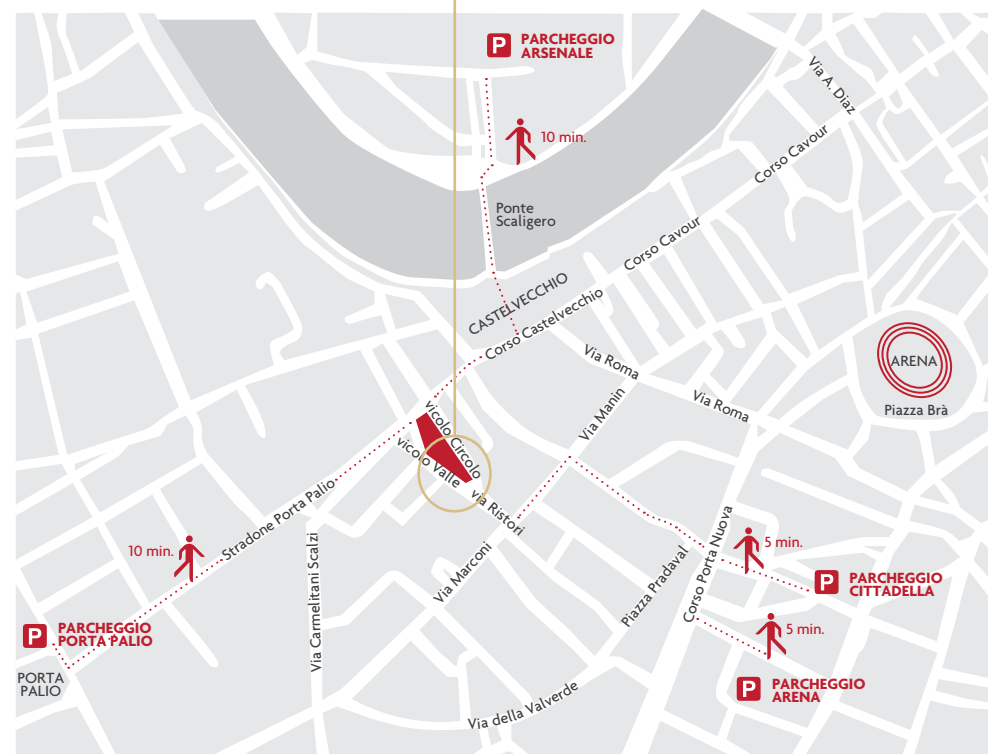 P PARCHEGGIO
ARSENALE
10 min.
Via A. Diaz
Corso Cavour
Ponte
Scaligero
Corso Cavour
CASTELVECCHIO
Corso Castelvecchio
Via Roma
Via Roma
ARENA
Piazza Brà
Via Manin
vicolo Circolo
vicolo Valle
via Ristori
Stradone Porta Palio
10 min.
Via Carmelitani Scalzi
Via Marconi
Piazza Pradaval
Corso Porta Nuova
5 min.
P PARCHEGGIO
CITTADELLA
5 min.
P PARCHEGGIO
PORTA PALIO
PORTA
PALIO
P PARCHEGGIO
ARENA
Via della Valverde